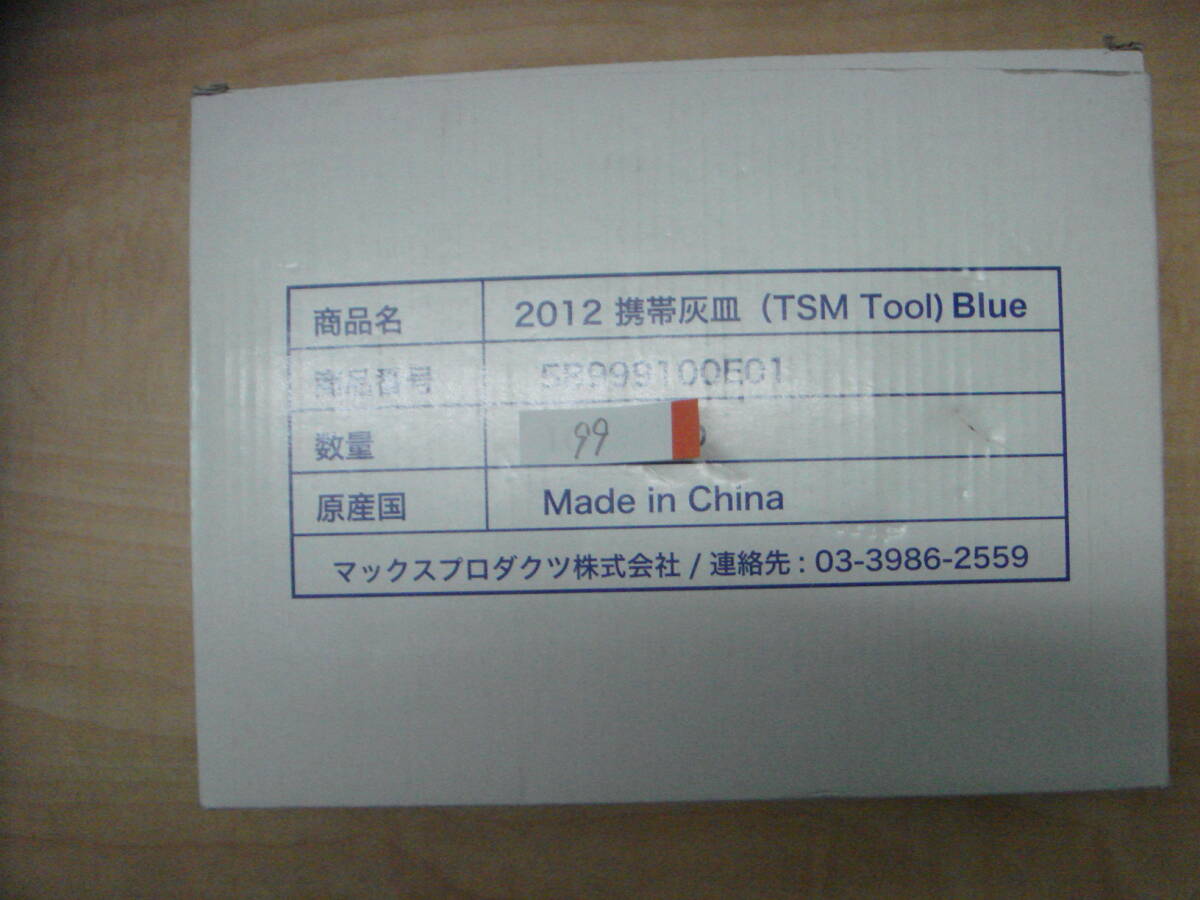 商品名 2012 携帯灰皿 (TSM Tool) Blue
商品番号 5R999100E01
数量 99
原産国 Made in China
マックスプロダクツ株式会社 / 連絡先 : 03-3986-2559